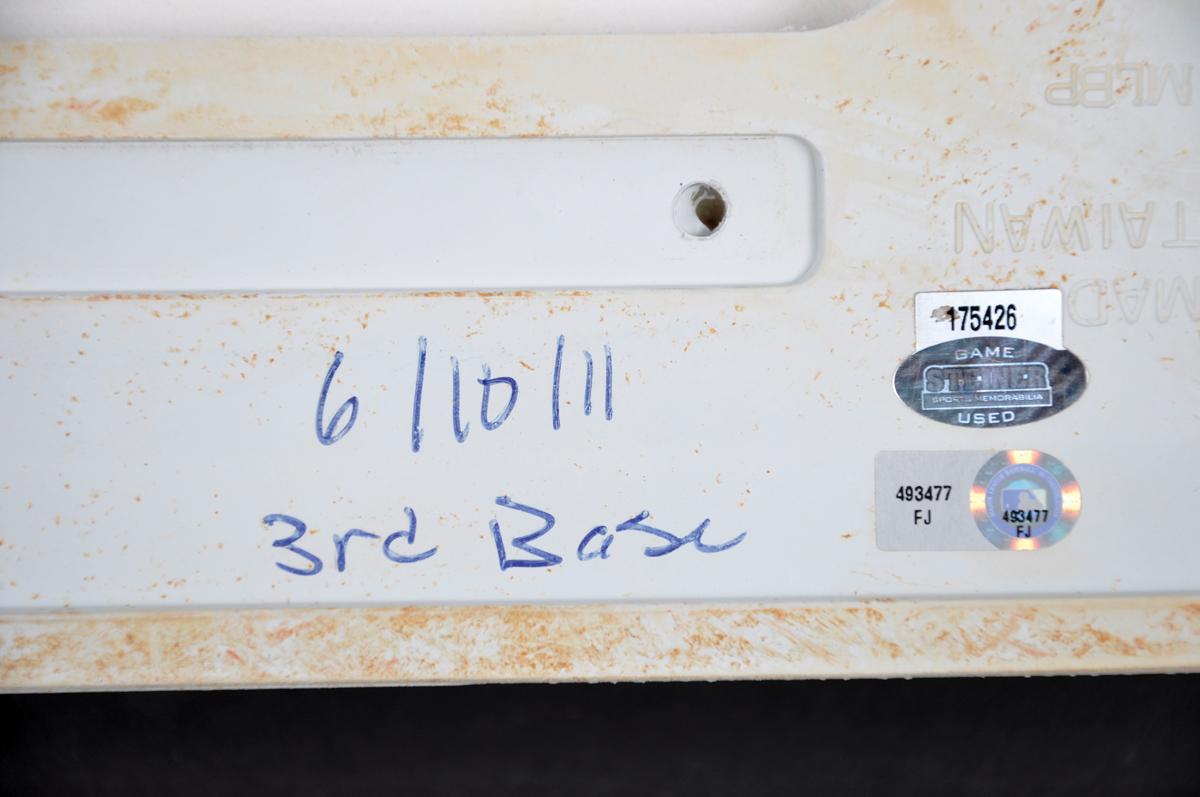 MLBP
TAIWAN
MAD
175426
GAME
STEINER
SPORTS MEMORABILIA
USED
6/10/11
3rd Base
493477
FJ
493477
FJ